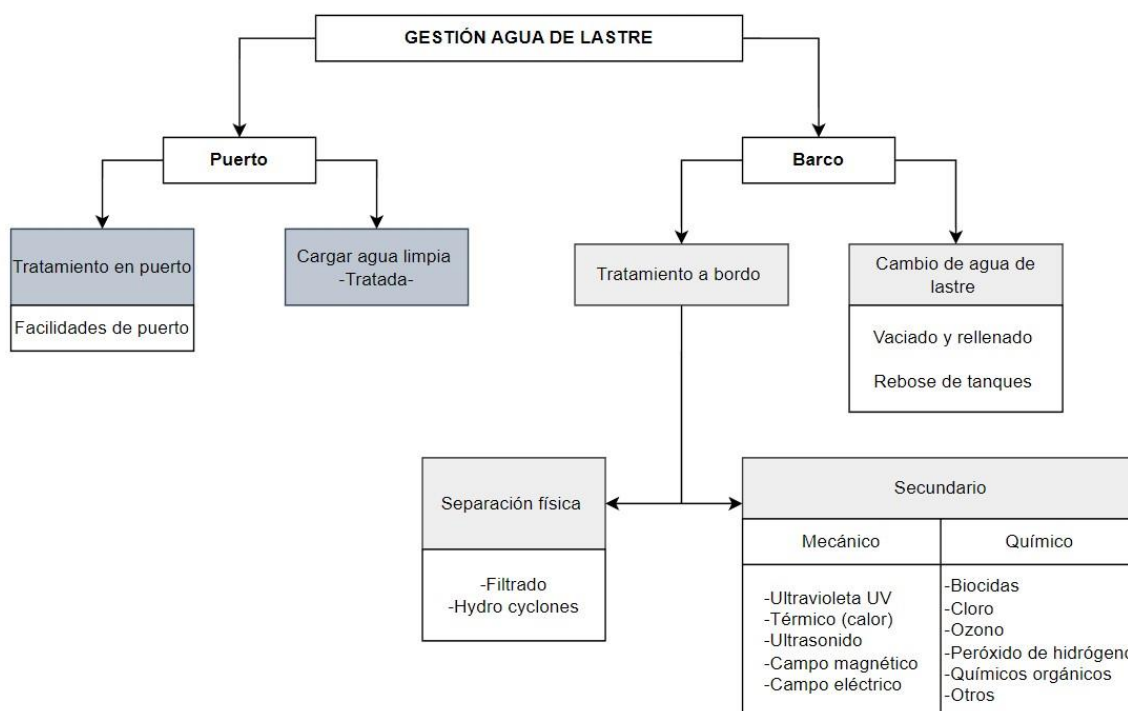 GESTIÓN AGUA DE LASTRE
Puerto
Barco
Tratamiento en puerto
Facilidades de puerto
Cargar agua limpia
-Tratada-
Tratamiento a bordo
Cambio de agua de
lastre
Vaciado y rellenado
Rebose de tanques
Separación física
-Filtrado
-Hydro cyclones
Secundario
Mecánico
-Ultravioleta UV
-Térmico (calor)
-Ultrasonido
-Campo magnético
-Campo eléctrico
Químico
-Biocidas
-Cloro
-Ozono
-Peróxido de hidrógeno
-Químicos orgánicos
-Otros